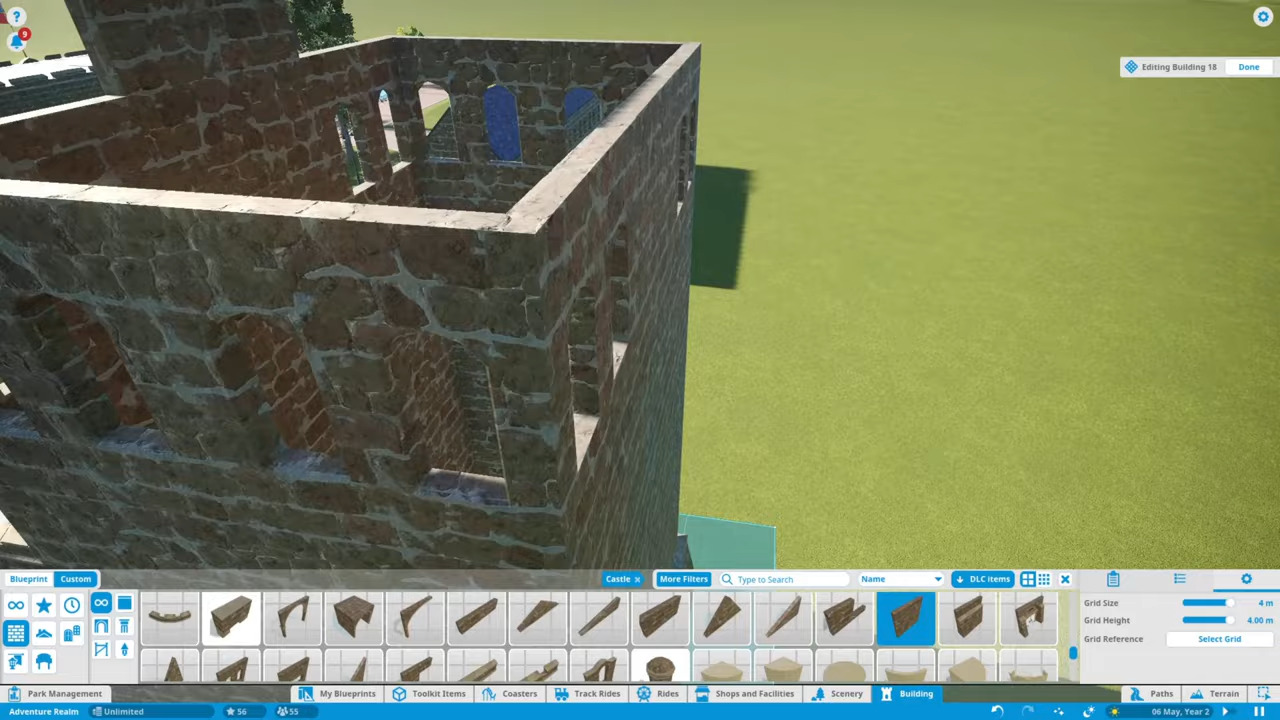 ?
9
Editing Building 18
Done
Blueprint
Custom
Castle ×
More Filters
Type to Search
Name
DLC items
Grid Size
4 m
Grid Height
4.00 m
Grid Reference
Select Grid
Park Management
My Blueprints
Toolkit Items
Coasters
Track Rides
Rides
Shops and Facilities
Scenery
Building
Paths
Terrain
Adventure Realm
Unlimited
56
55
06 May, Year 2